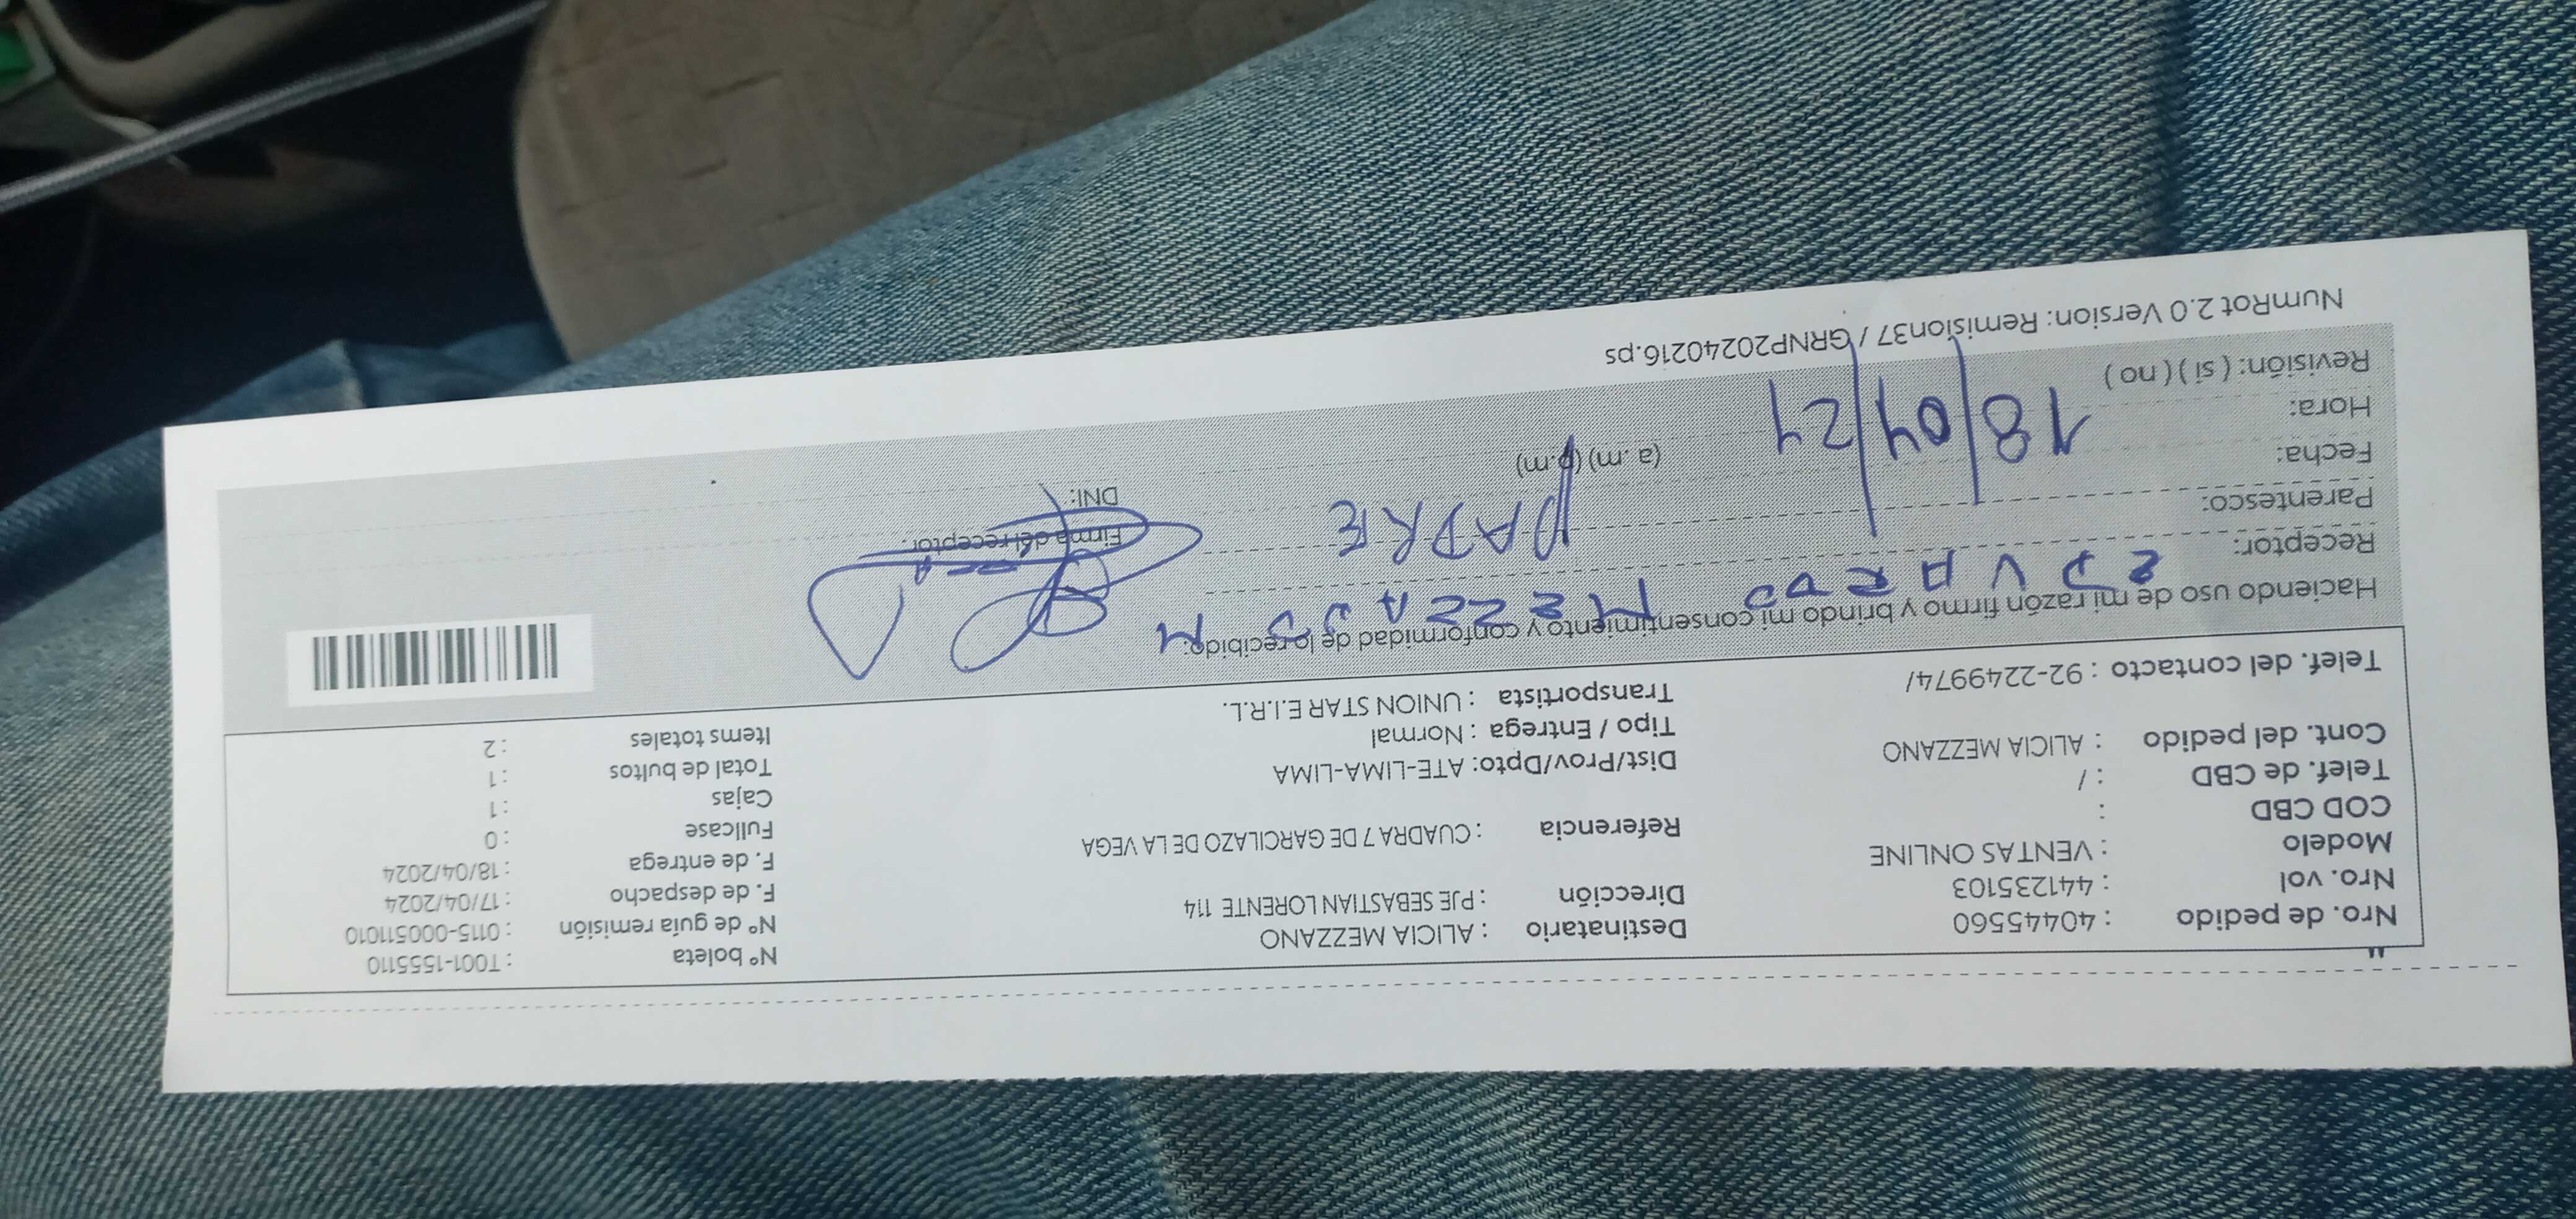 Nro. de pedido : 40445560
Nro. vol : 441235103
Modelo : VENTAS ONLINE
COD CBD :
Telef. de CBD : /
Cont. del pedido : ALICIA MEZZANO
Telef. del contacto : 92-2249974/
Destinatario : ALICIA MEZZANO
Dirección : PJE SEBASTIAN LORENTE 114
Referencia : CUADRA 7 DE GARCILAZO DE LA VEGA
Dist/Prov/Dpto: ATE-LIMA-LIMA
Tipo / Entrega : Normal
Transportista : UNION STAR E.I.R.L.
N° boleta : T001-1555110
N° de guía remisión : 0115-000511010
F. de despacho : 17/04/2024
F. de entrega : 18/04/2024
Fullcase : 0
Cajas : 1
Total de bultos : 1
Items totales : 2
Haciendo uso de mi razón firmo y brindo mi consentimiento y conformidad de lo recibido:
Receptor: EDUARDO MEZZANO M
Parentesco: PADRE
Firma del receptor:
Fecha: 18/04/24
DNI:
Hora: (a.m) (p.m)
Revisión: ( si ) ( no )
NumRot 2.0 Version: Remision37 / GRNP20240216.ps